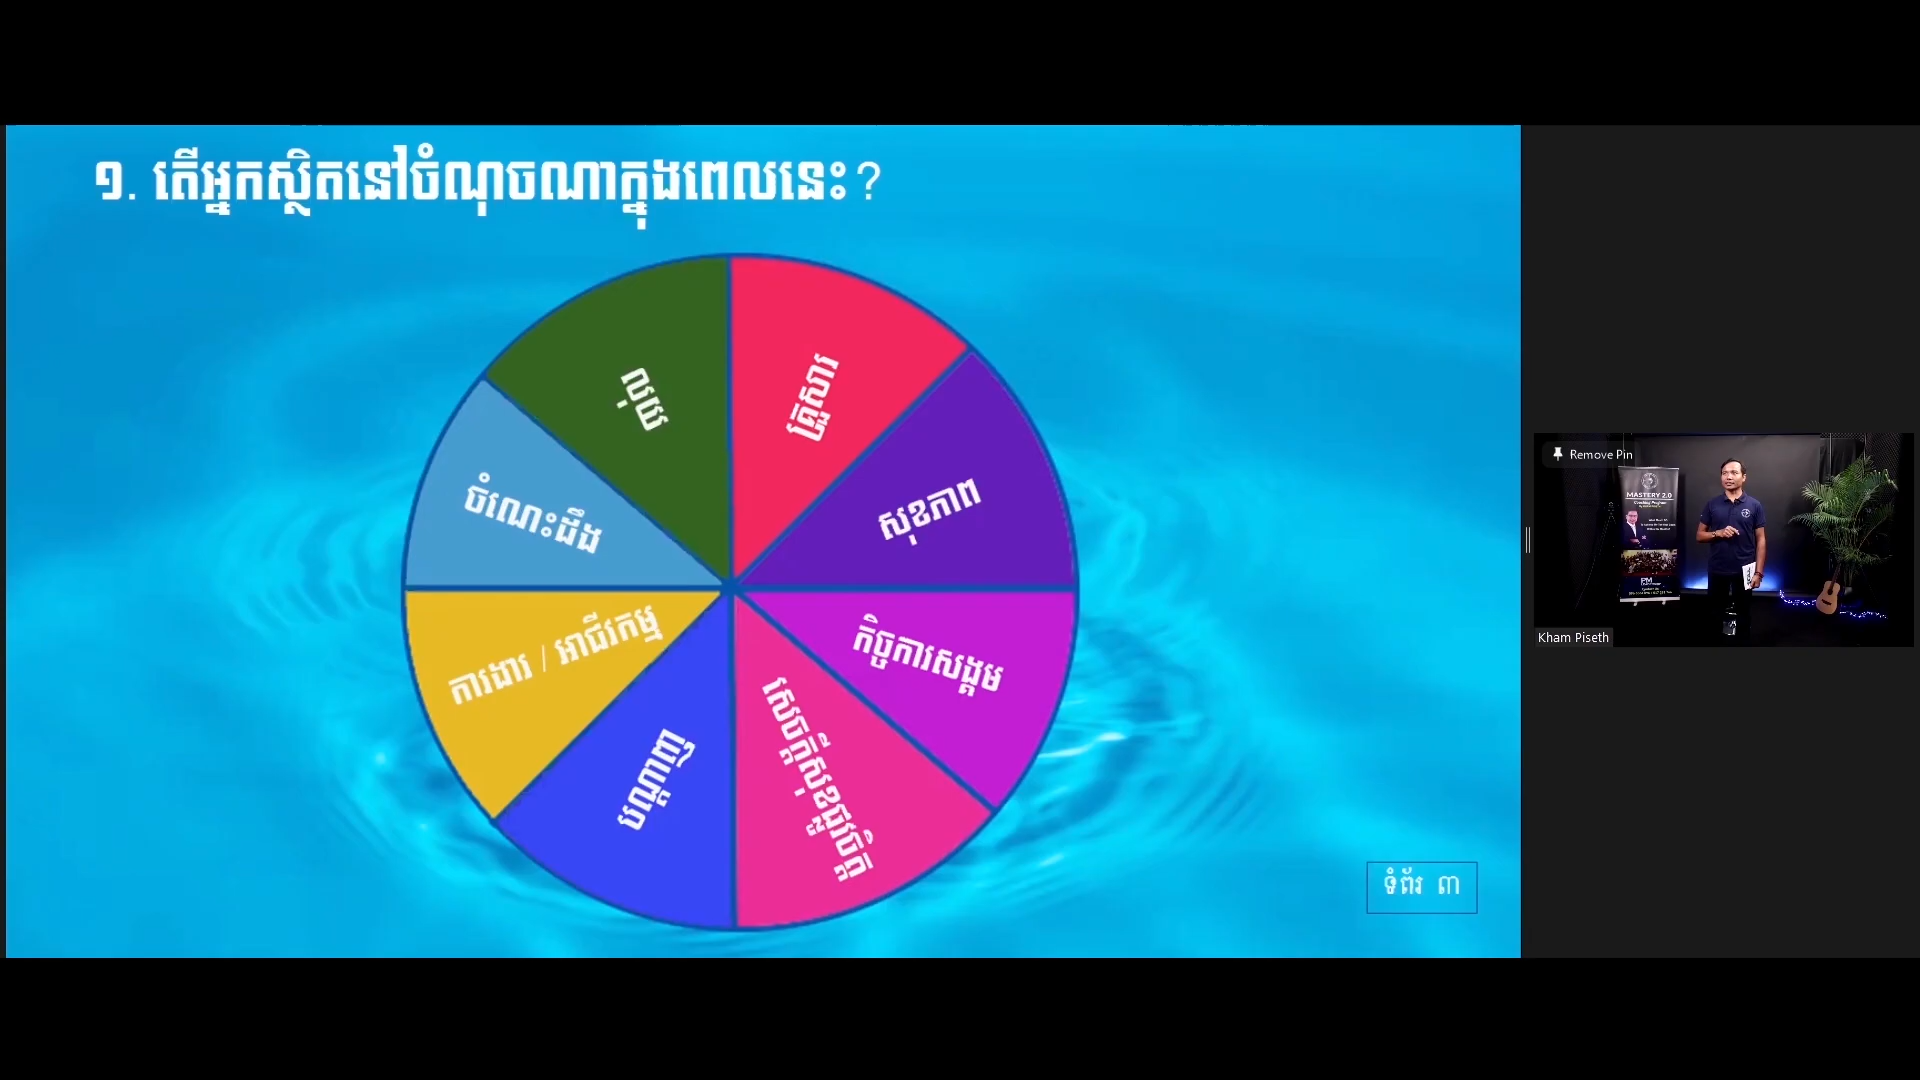 ១. តើអ្នកស្ថិតនៅចំណុចណាក្នុងពេលនេះ?
លុយ
គ្រួសារ
ចំណេះដឹង
សុខភាព
ការងារ / អាជីវកម្ម
កិច្ចការសង្គម
បណ្តាញ
សេចក្តីសុខផ្លូវចិត្ត
ទំព័រ ៣
Remove Pin
MASTERY 2.0
Kham Piseth